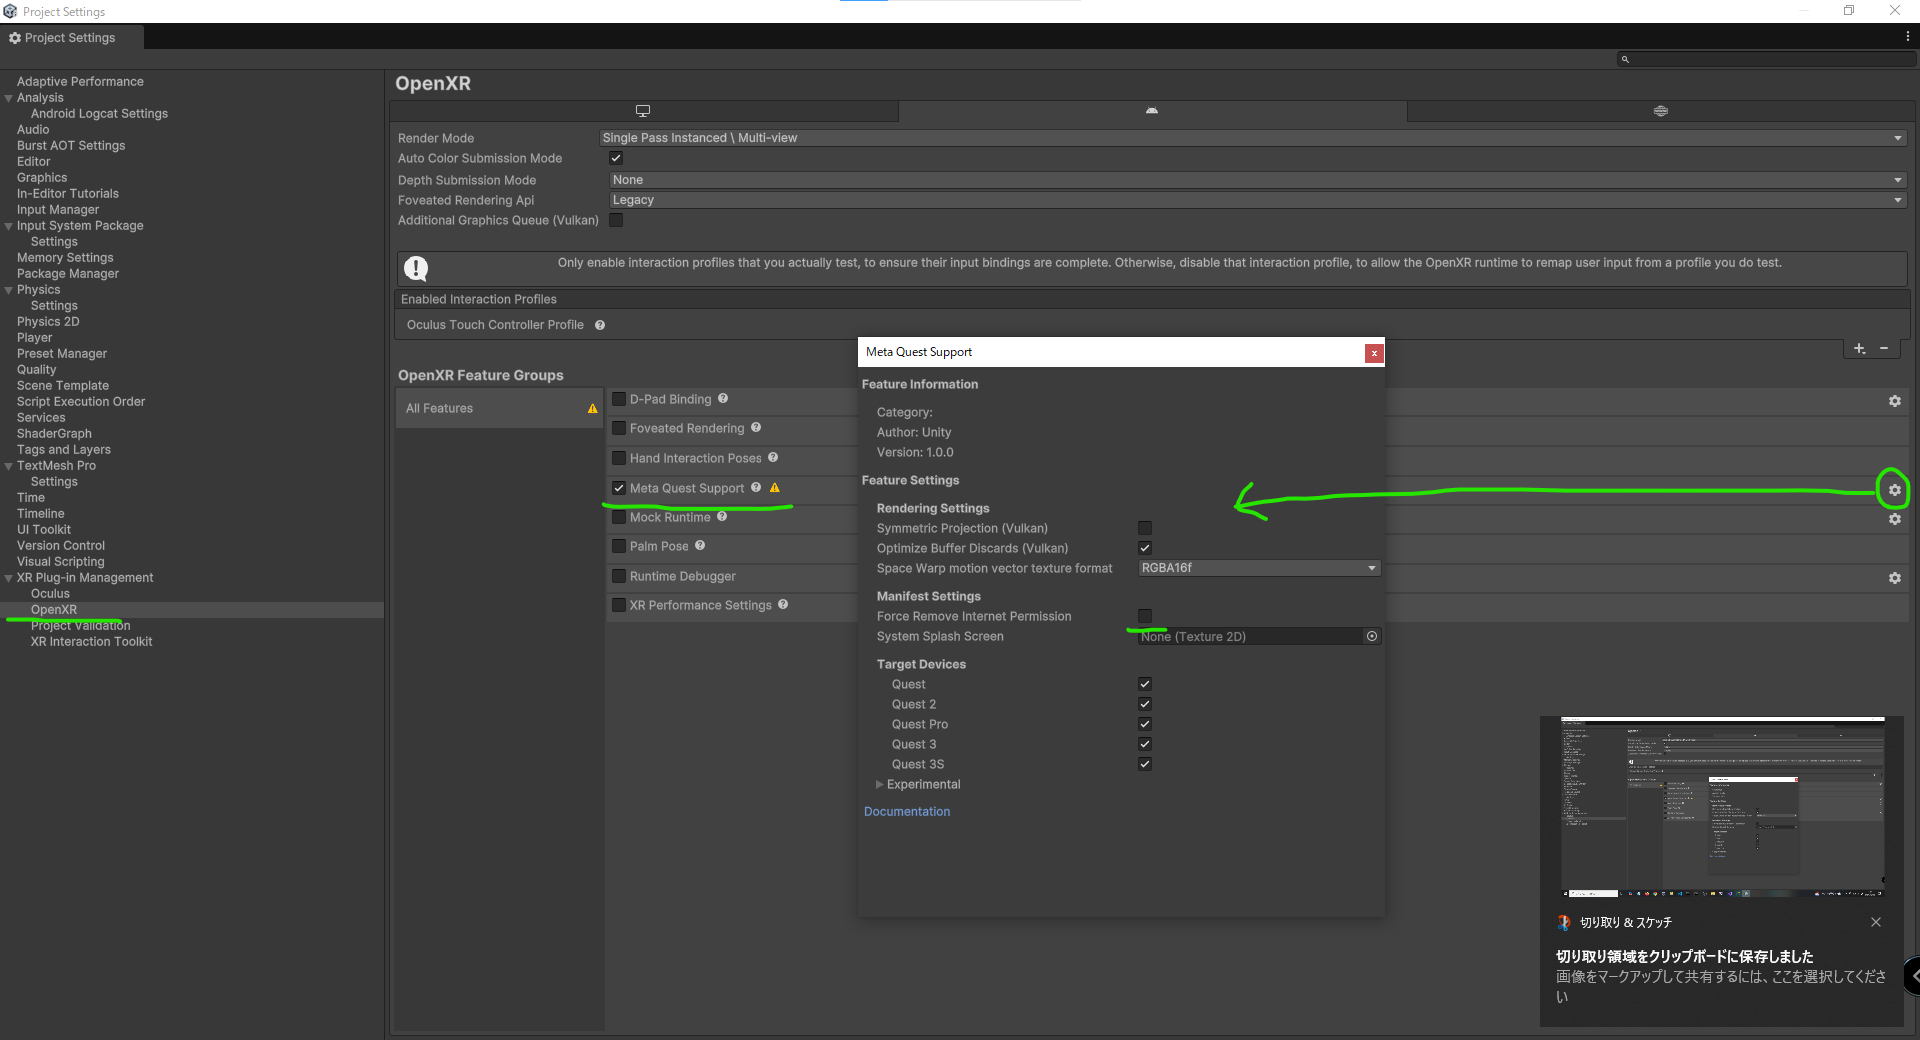 Project Settings
Project Settings
Adaptive Performance
Analysis
Android Logcat Settings
Audio
Burst AOT Settings
Editor
Graphics
In-Editor Tutorials
Input Manager
Input System Package
Settings
Memory Settings
Package Manager
Physics
Settings
Physics 2D
Player
Preset Manager
Quality
Scene Template
Script Execution Order
Services
ShaderGraph
Tags and Layers
TextMesh Pro
Settings
Time
Timeline
UI Toolkit
Version Control
Visual Scripting
XR Plug-in Management
Oculus
OpenXR
Project Validation
XR Interaction Toolkit
OpenXR
Render Mode
Single Pass Instanced \ Multi-view
Auto Color Submission Mode
Depth Submission Mode
None
Foveated Rendering Api
Legacy
Additional Graphics Queue (Vulkan)
Only enable interaction profiles that you actually test, to ensure their input bindings are complete. Otherwise, disable that interaction profile, to allow the OpenXR runtime to remap user input from a profile you do test.
Enabled Interaction Profiles
Oculus Touch Controller Profile
OpenXR Feature Groups
All Features
D-Pad Binding
Foveated Rendering
Hand Interaction Poses
Meta Quest Support
Mock Runtime
Palm Pose
Runtime Debugger
XR Performance Settings
Meta Quest Support
Feature Information
Category:
Author: Unity
Version: 1.0.0
Feature Settings
Rendering Settings
Symmetric Projection (Vulkan)
Optimize Buffer Discards (Vulkan)
Space Warp motion vector texture format
RGBA16f
Manifest Settings
Force Remove Internet Permission
System Splash Screen
None (Texture 2D)
Target Devices
Quest
Quest 2
Quest Pro
Quest 3
Quest 3S
Experimental
Documentation
切り取り & スケッチ
切り取り領域をクリップボードに保存しました
画像をマークアップして共有するには、ここを選択してくださ
い